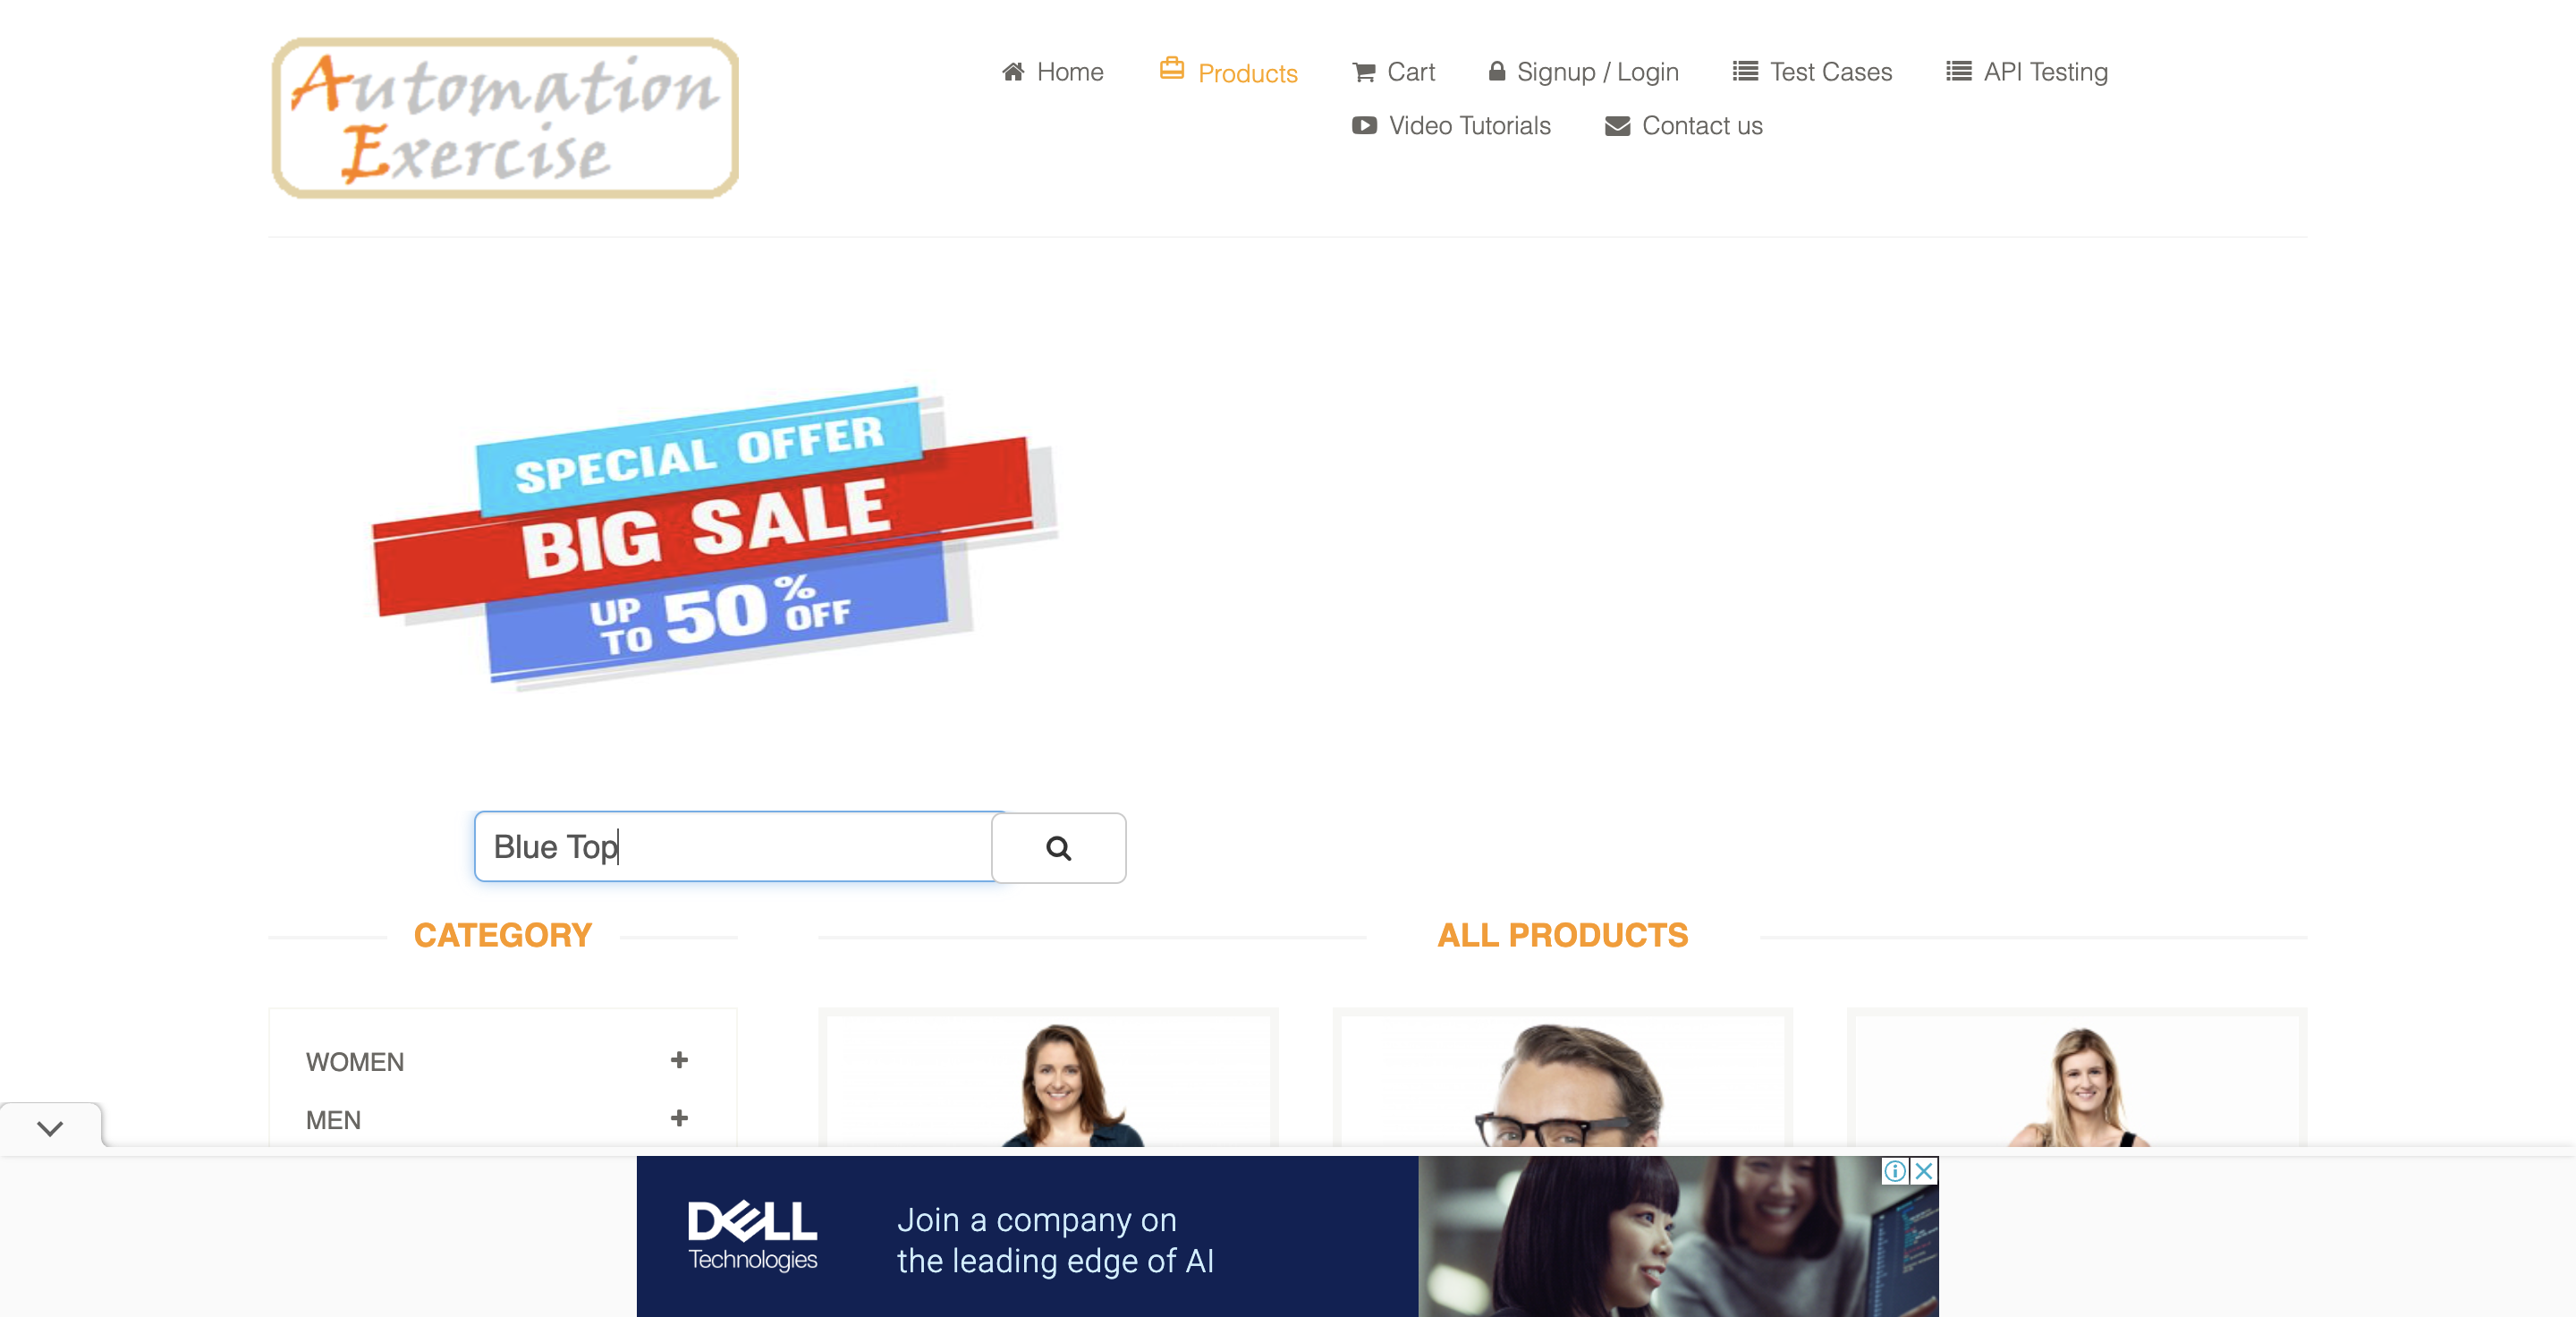 Automation
Exercise
Home
Products
Cart
Signup / Login
Test Cases
API Testing
Video Tutorials
Contact us
SPECIAL OFFER
BIG SALE
UP TO 50% OFF
Blue Top
CATEGORY
ALL PRODUCTS
WOMEN
MEN
DELL
Technologies
Join a company on
the leading edge of AI